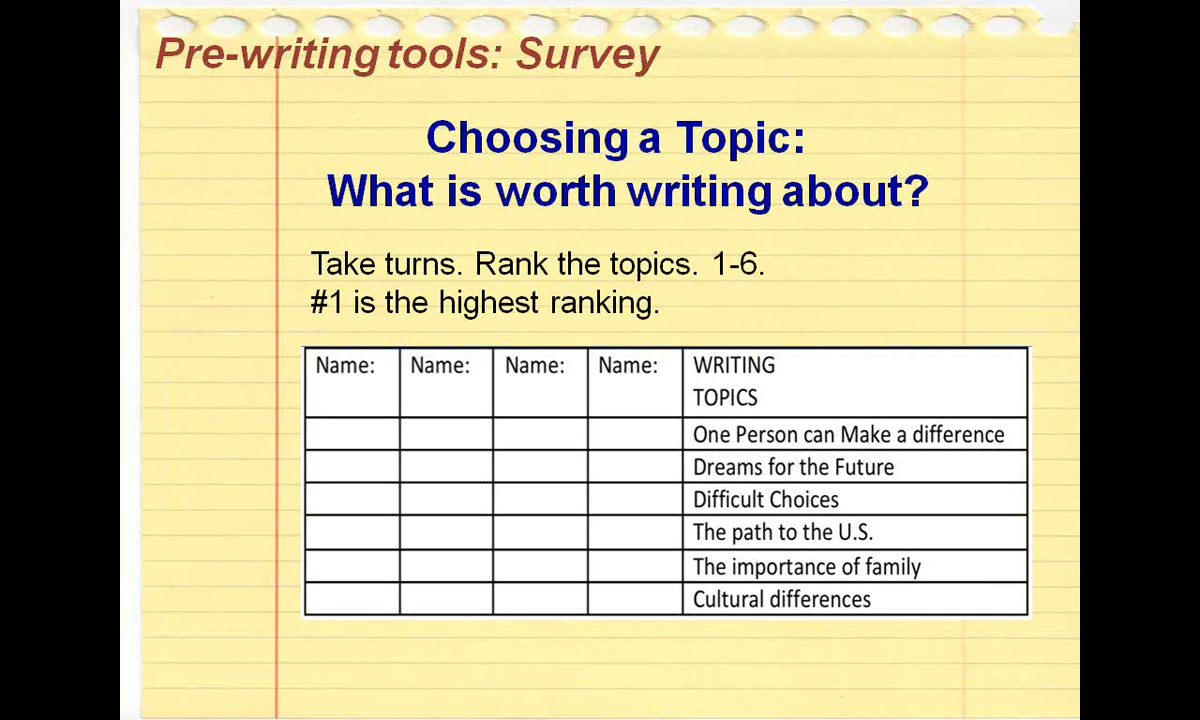 Pre-writing tools: Survey
Choosing a Topic:
What is worth writing about?
Take turns. Rank the topics. 1-6.
#1 is the highest ranking.
Name: Name: Name: Name: WRITING
TOPICS
One Person can Make a difference
Dreams for the Future
Difficult Choices
The path to the U.S.
The importance of family
Cultural differences